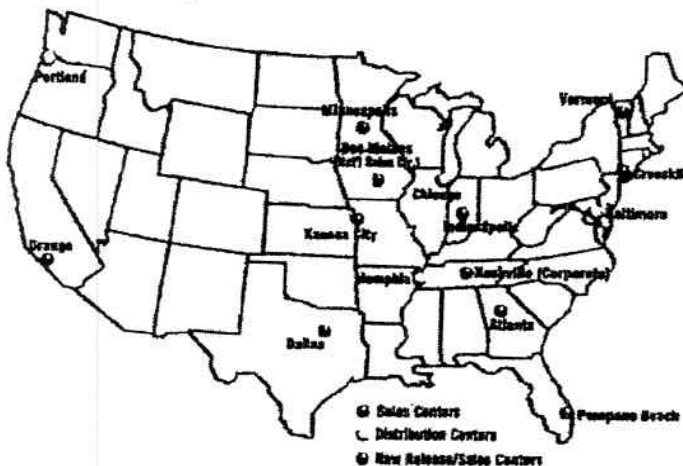 Portland
Minneapolis
Vermont
Des Moines
(Nat'l Sales Ctr.)
Chicago
Cresskill
Indianapolis
Baltimore
Kansas City
Orange
Memphis
Nashville (Corporate)
Atlanta
Dallas
Pompano Beach
Sales Centers
Distribution Centers
New Release/Sales Centers